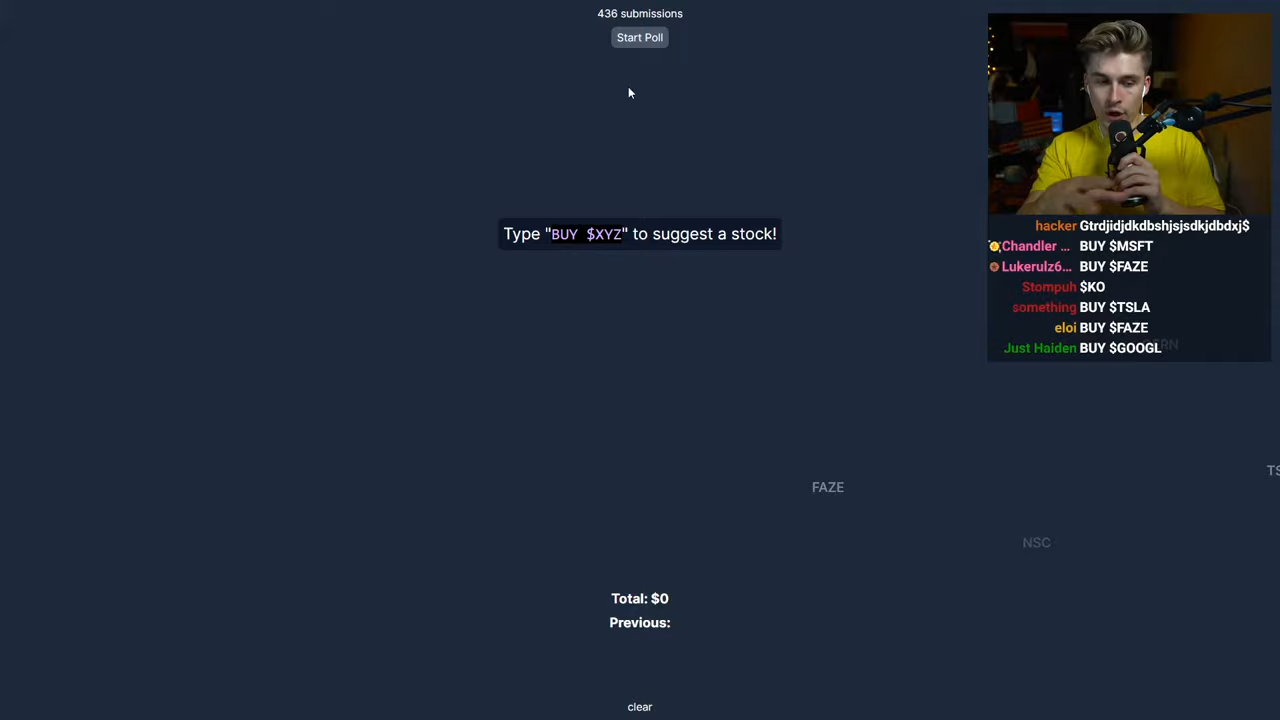 436 submissions
Start Poll
Type "BUY $XYZ" to suggest a stock!
hacker Gtrdjidjdkdbshjsjsdkjdbdxj$
Chandler ... BUY $MSFT
Lukerulz6... BUY $FAZE
Stompuh $KO
something BUY $TSLA
eloi BUY $FAZE
Just Haiden BUY $GOOGL
TS
FAZE
NSC
Total: $0
Previous:
clear